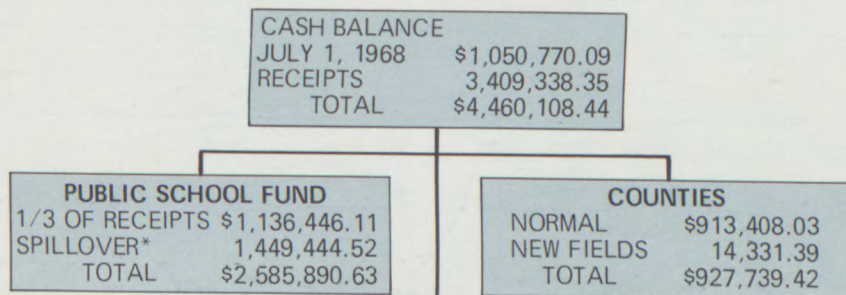 CASH BALANCE
JULY 1, 1968 $1,050,770.09
RECEIPTS 3,409,338.35
TOTAL $4,460,108.44
PUBLIC SCHOOL FUND
1/3 OF RECEIPTS $1,136,446.11
SPILLOVER* 1,449,444.52
TOTAL $2,585,890.63
COUNTIES
NORMAL $913,408.03
NEW FIELDS 14,331.39
TOTAL $927,739.42